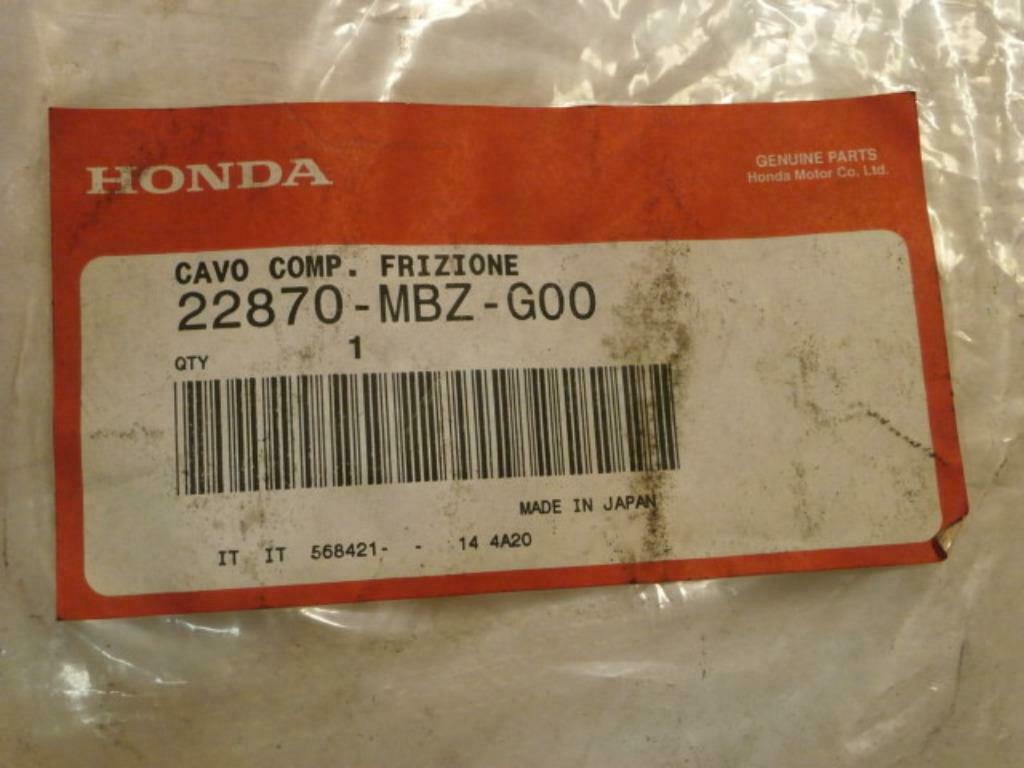 HONDA
GENUINE PARTS
Honda Motor Co., Ltd.
CAVO COMP. FRIZIONE
22870-MBZ-G00
QTY 1
MADE IN JAPAN
IT IT 568421- - 14 4A20